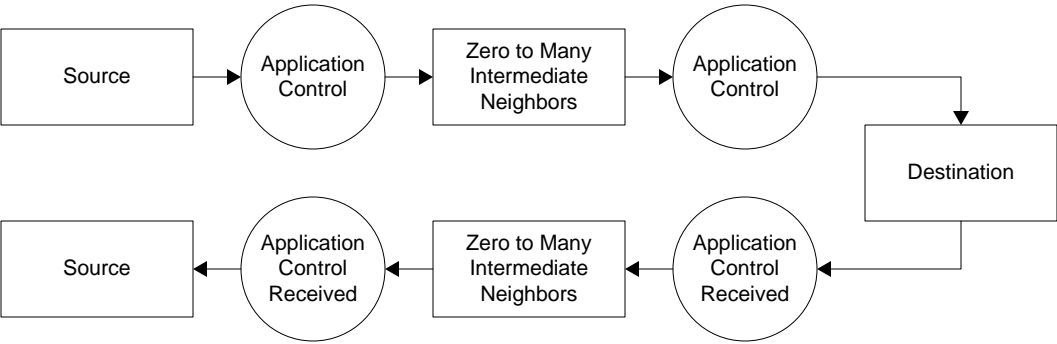 Source
Application
Control
Zero to Many
Intermediate
Neighbors
Application
Control
Destination
Source
Application
Control
Received
Zero to Many
Intermediate
Neighbors
Application
Control
Received